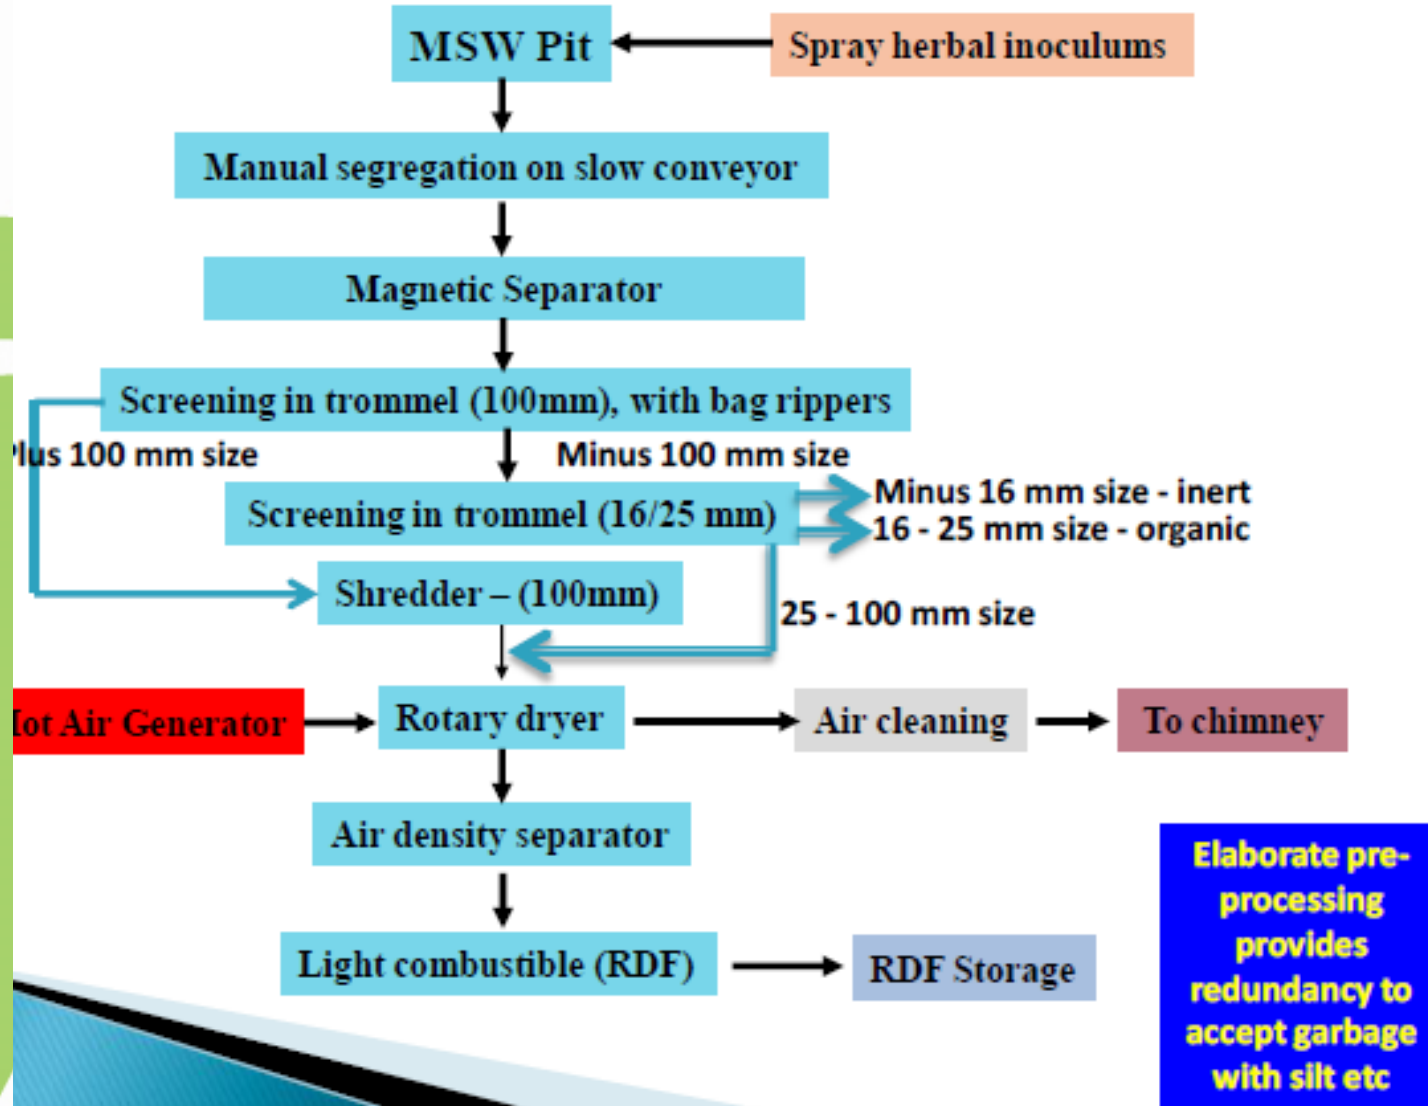 MSW Pit
Spray herbal inoculums
Manual segregation on slow conveyor
Magnetic Separator
Screening in trommel (100mm), with bag rippers
Plus 100 mm size
Minus 100 mm size
Screening in trommel (16/25 mm)
Minus 16 mm size - inert
16 - 25 mm size - organic
Shredder – (100mm)
25 - 100 mm size
Hot Air Generator
Rotary dryer
Air cleaning
To chimney
Air density separator
Light combustible (RDF)
RDF Storage
Elaborate pre-
processing
provides
redundancy to
accept garbage
with silt etc